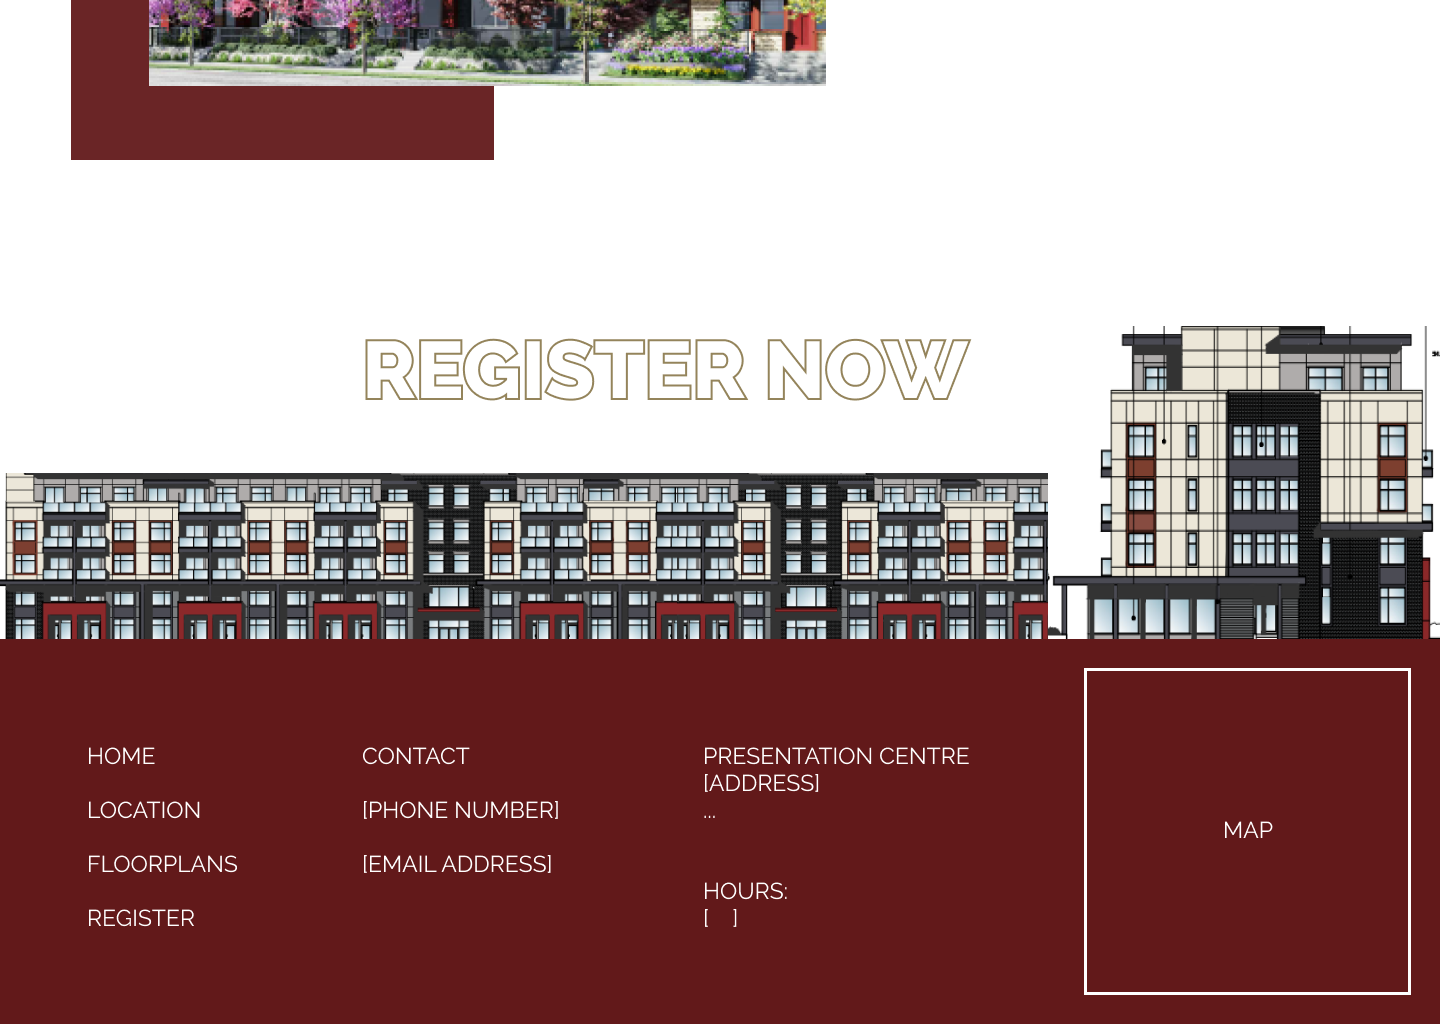 REGISTER NOW
HOME
LOCATION
FLOORPLANS
REGISTER
CONTACT
[PHONE NUMBER]
[EMAIL ADDRESS]
PRESENTATION CENTRE
[ADDRESS]
...
HOURS:
[ ]
MAP